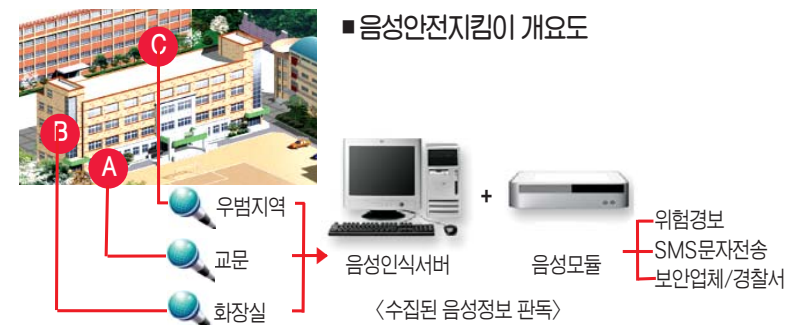 ■ 음성안전지킴이 개요도
C
B
A
우범지역
교문
화장실
+
음성인식서버
음성모듈
위험경보
SMS문자전송
보안업체/경찰서
〈수집된 음성정보 판독〉